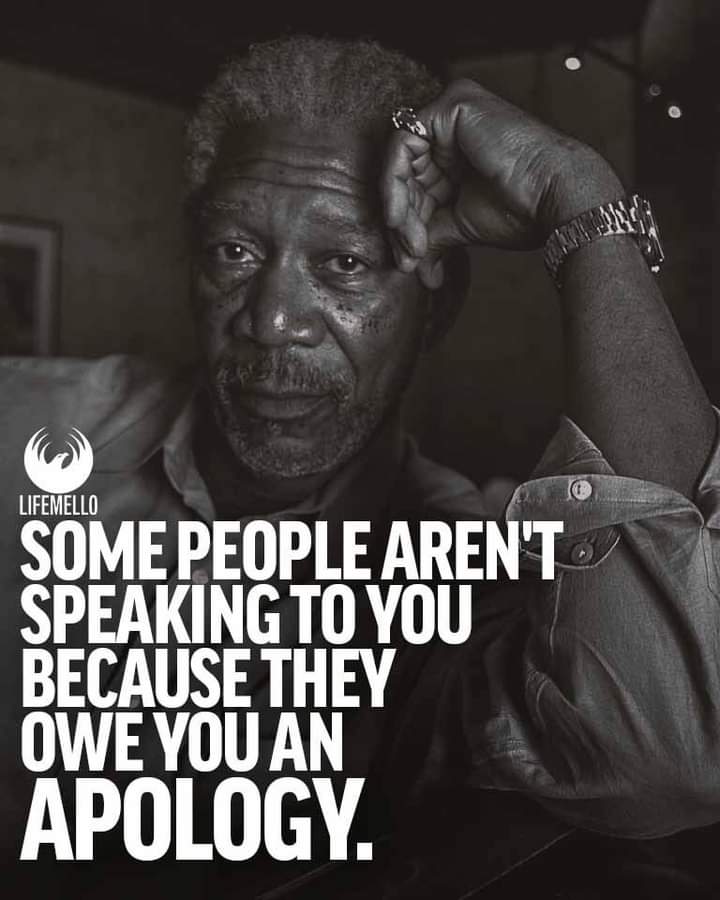 LIFEMELLO
SOME PEOPLE AREN'T
SPEAKING TO YOU
BECAUSE THEY
OWE YOU AN
APOLOGY.